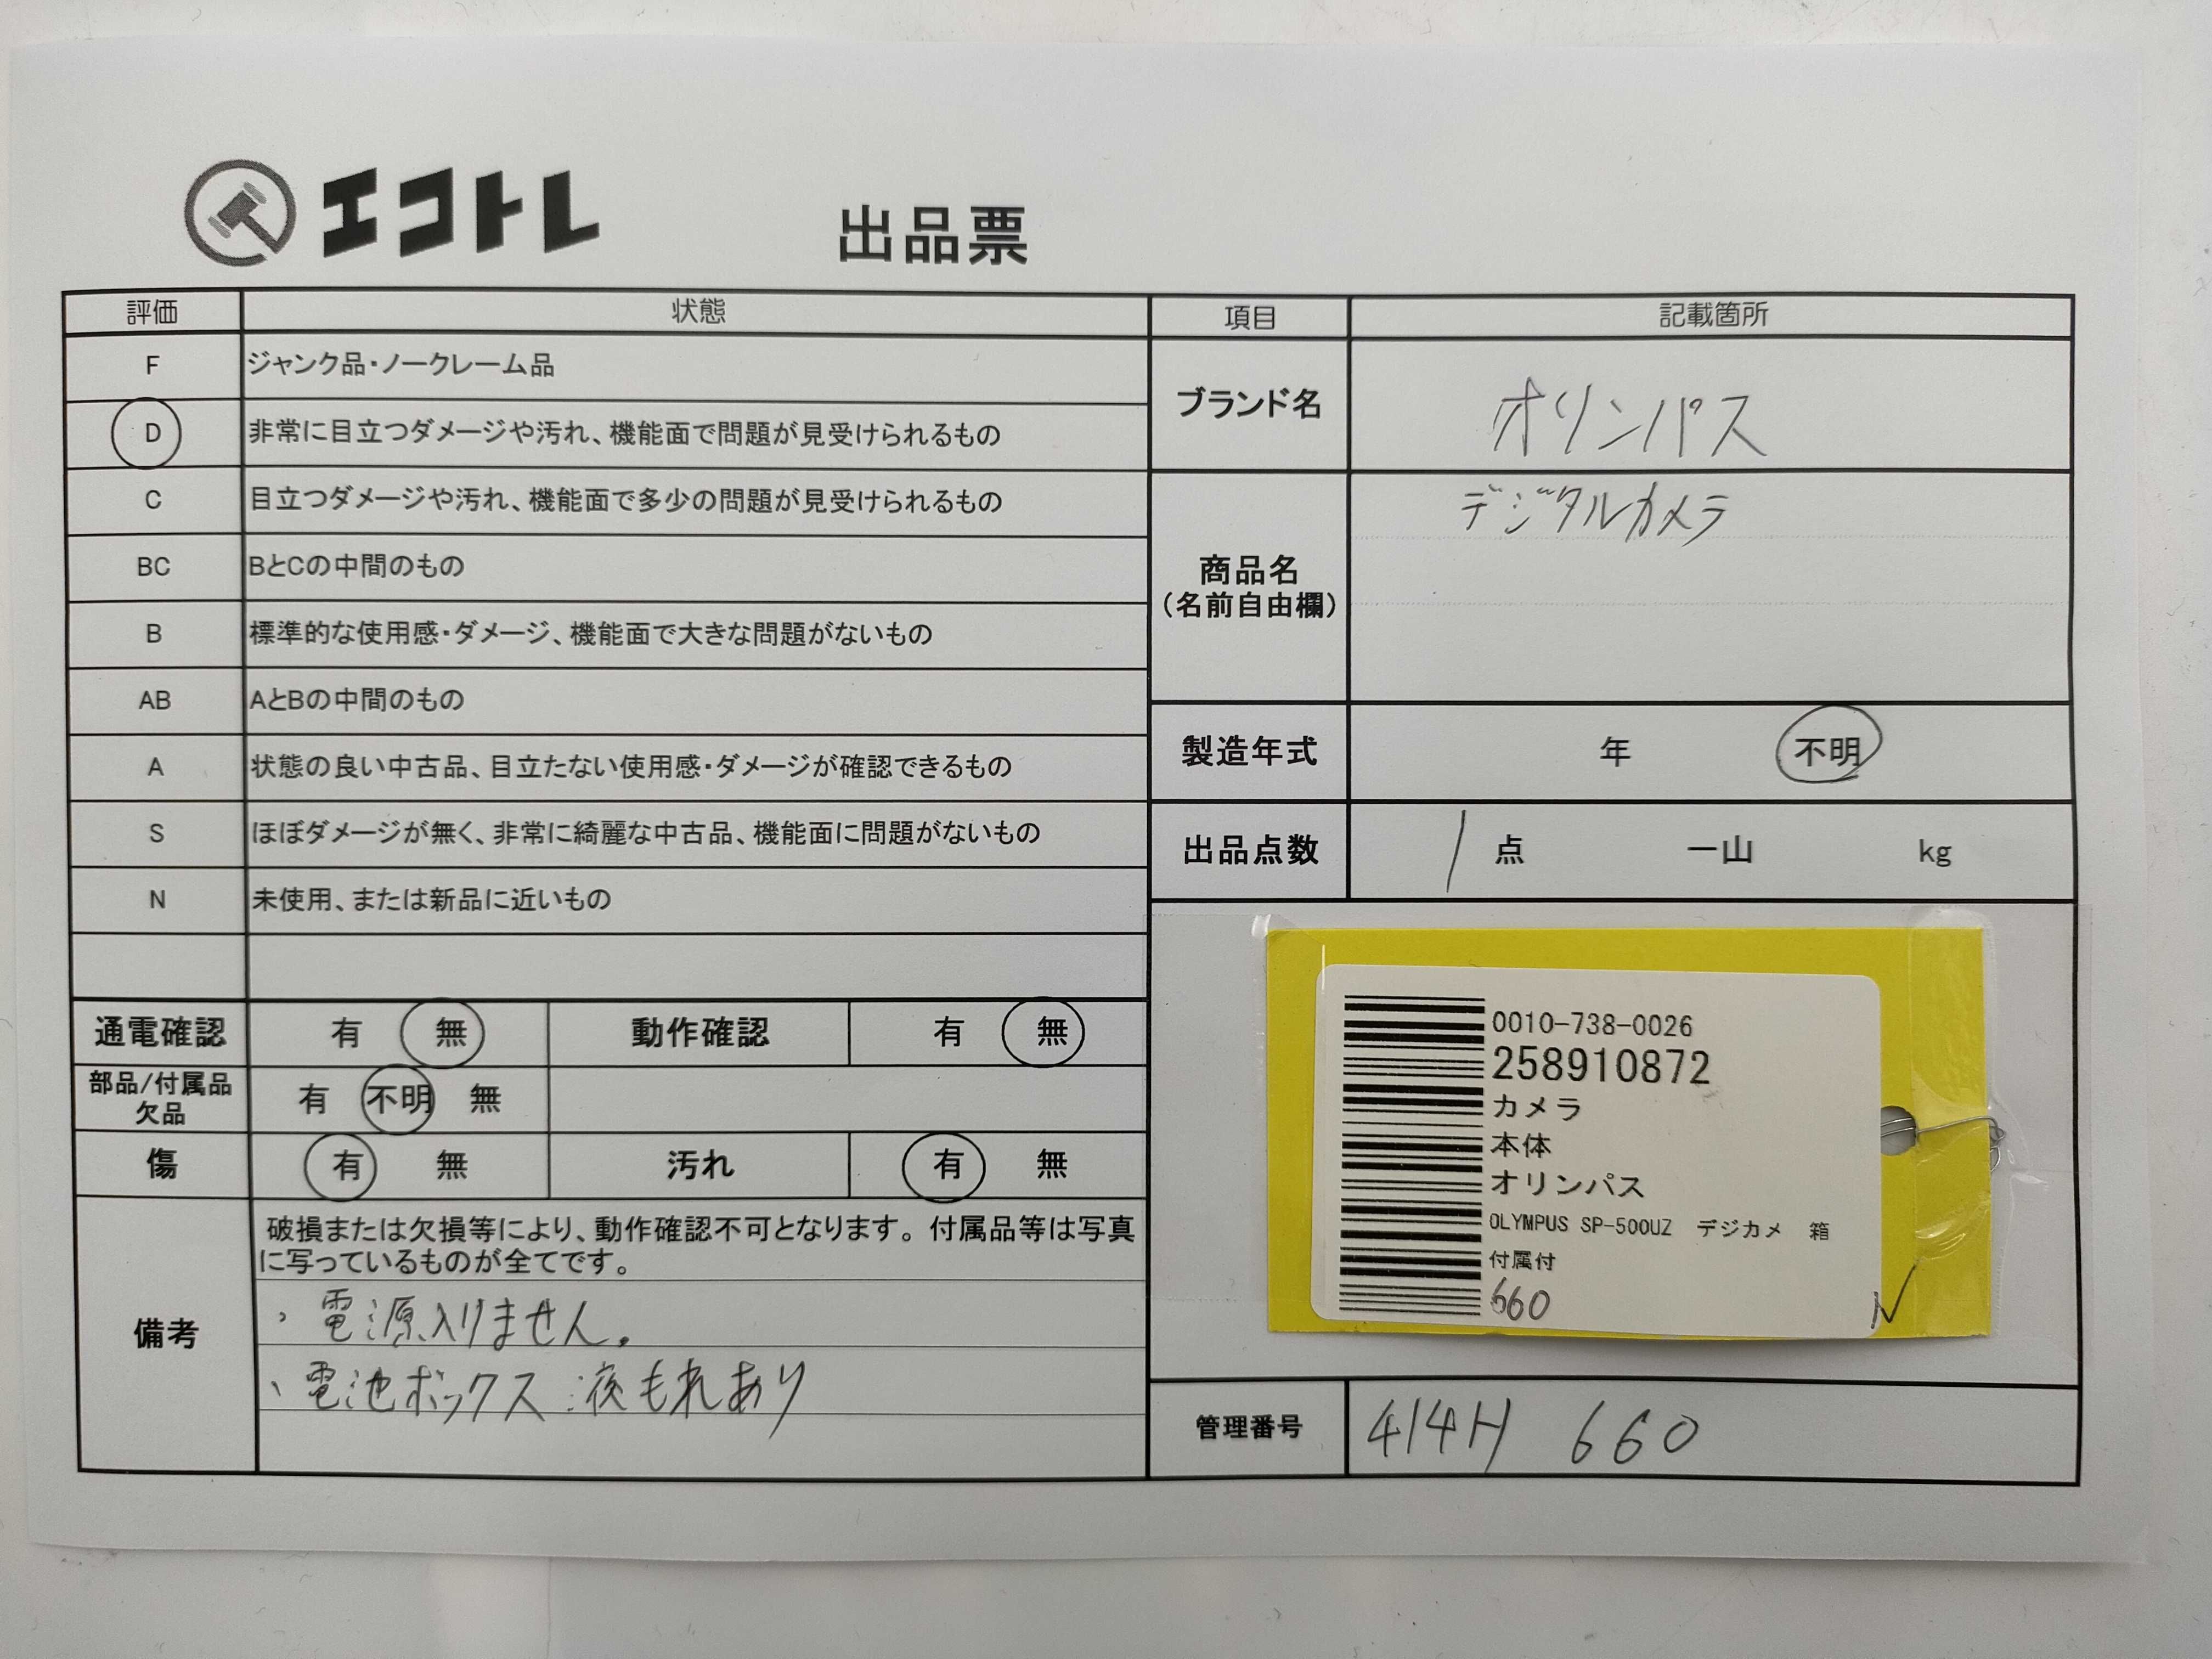 エコトレ
出品票
評価 状態
F ジャンク品・ノークレーム品
D 非常に目立つダメージや汚れ、機能面で問題が見受けられるもの
C 目立つダメージや汚れ、機能面で多少の問題が見受けられるもの
BC BとCの中間のもの
B 標準的な使用感・ダメージ、機能面で大きな問題がないもの
AB AとBの中間のもの
A 状態の良い中古品、目立たない使用感・ダメージが確認できるもの
S ほぼダメージが無く、非常に綺麗な中古品、機能面に問題がないもの
N 未使用、または新品に近いもの
通電確認 有 無 動作確認 有 無
部品/付属品
欠品
有 不明 無
傷 有 無 汚れ 有 無
備考
破損または欠損等により、動作確認不可となります。付属品等は写真
に写っているものが全てです。
、電源入りません。
、電池ボックス液もれあり
項目 記載箇所
ブランド名 オリンパス
商品名
(名前自由欄)
デジタルカメラ
製造年式 年 不明
出品点数 1 点 一山 kg
0010-738-0026
258910872
カメラ
本体
オリンパス
OLYMPUS SP-500UZ デジカメ 箱
付属付
660
N
管理番号 414H 660